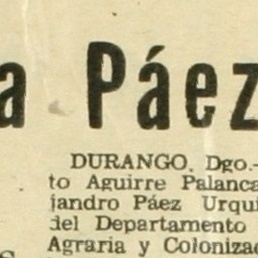 a Páez
DURANGO, Dgo.-
to Aguirre Palanca
jandro Páez Urqui
del Departamento
Agraria y Colonizac